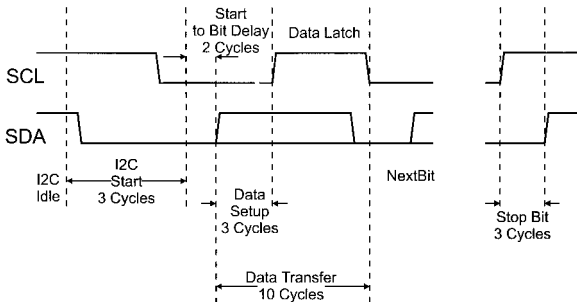 Start
to Bit Delay
2 Cycles
Data Latch
SCL
SDA
I2C
Idle
I2C
Start
3 Cycles
Data
Setup
3 Cycles
NextBit
Stop Bit
3 Cycles
Data Transfer
10 Cycles